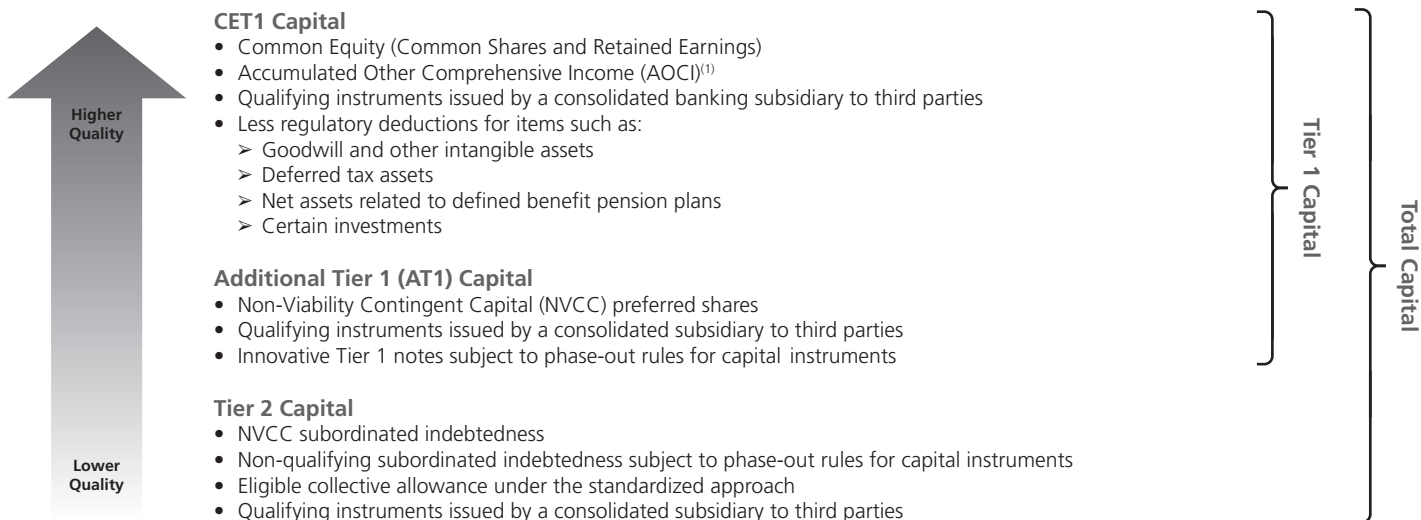 CET1 Capital
• Common Equity (Common Shares and Retained Earnings)
• Accumulated Other Comprehensive Income (AOCI)(1)
• Qualifying instruments issued by a consolidated banking subsidiary to third parties
• Less regulatory deductions for items such as:
➢ Goodwill and other intangible assets
➢ Deferred tax assets
➢ Net assets related to defined benefit pension plans
➢ Certain investments
Additional Tier 1 (AT1) Capital
• Non-Viability Contingent Capital (NVCC) preferred shares
• Qualifying instruments issued by a consolidated subsidiary to third parties
• Innovative Tier 1 notes subject to phase-out rules for capital instruments
Tier 2 Capital
• NVCC subordinated indebtedness
• Non-qualifying subordinated indebtedness subject to phase-out rules for capital instruments
• Eligible collective allowance under the standardized approach
• Qualifying instruments issued by a consolidated subsidiary to third parties
Higher
Quality
Lower
Quality
Tier 1 Capital
Total Capital